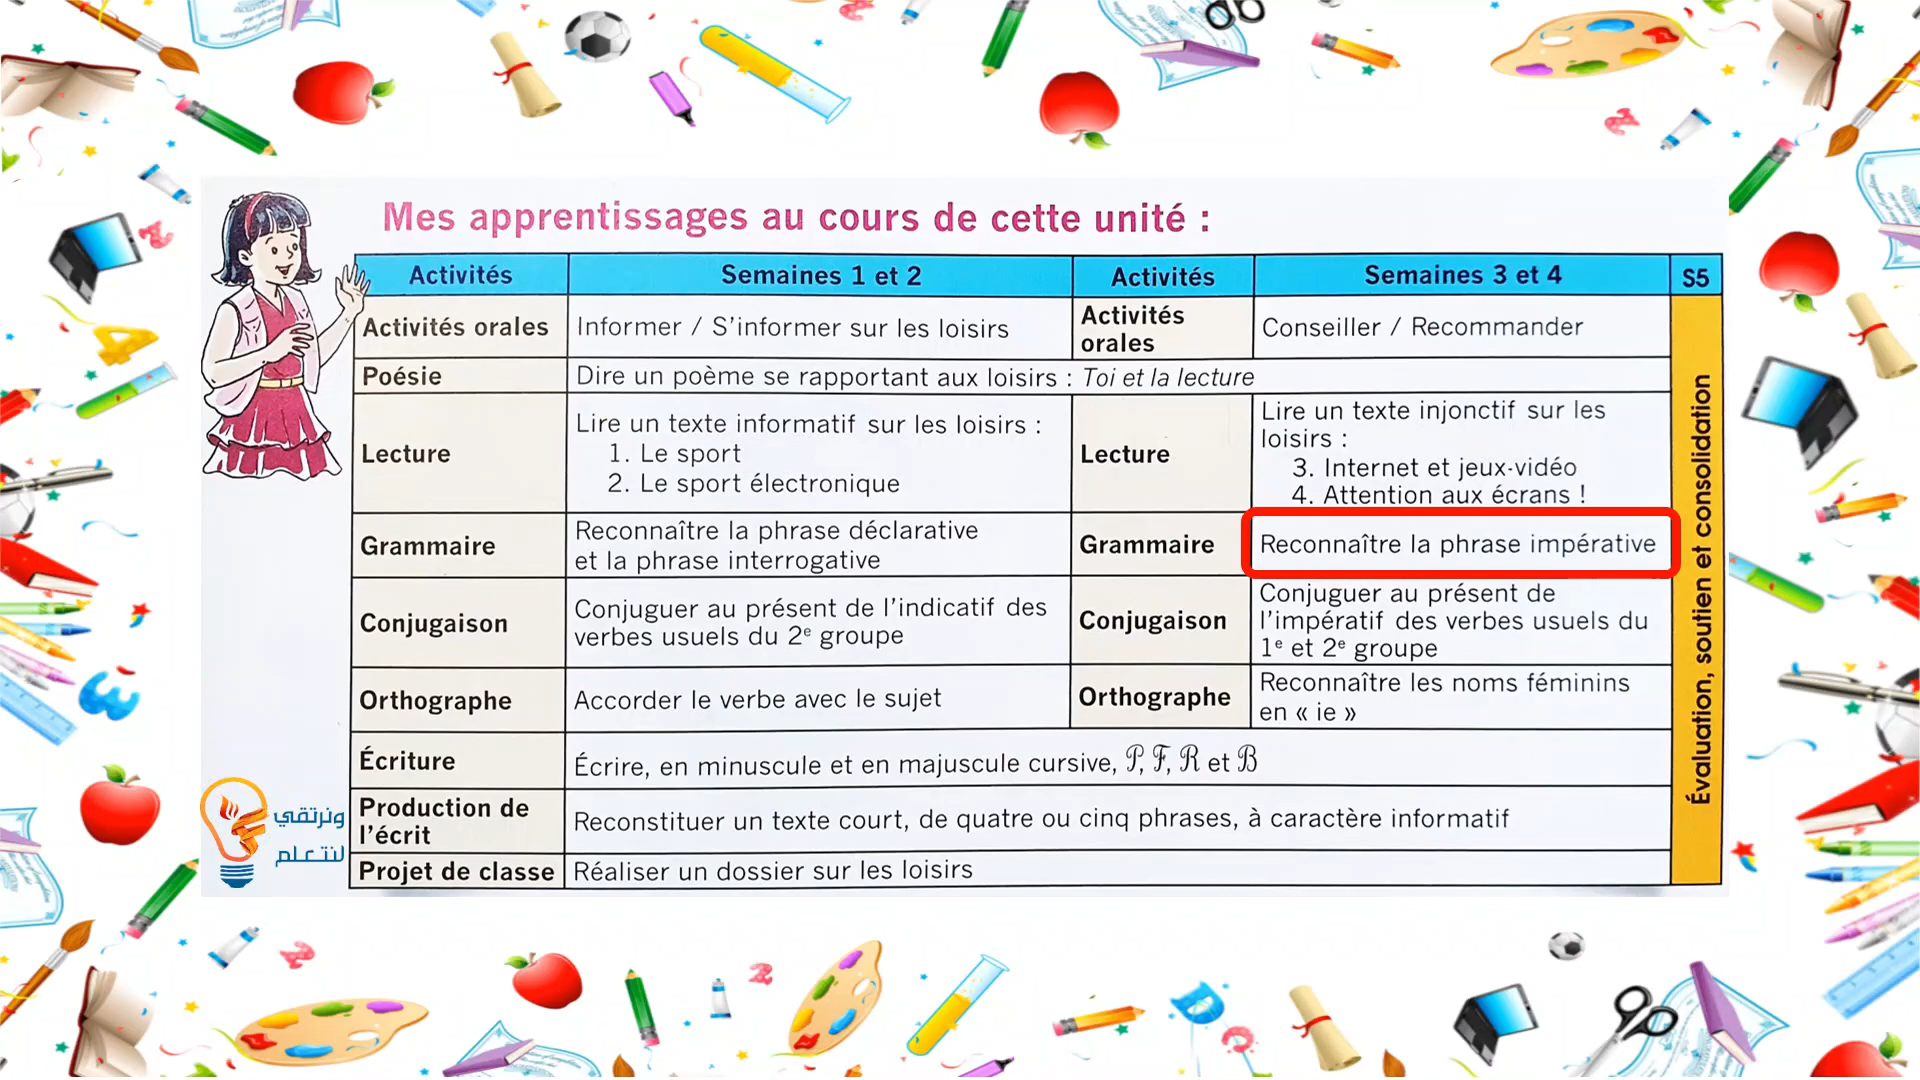 Mes apprentissages au cours de cette unité :
Activités
Semaines 1 et 2
Activités
Semaines 3 et 4
S5
Activités orales
Informer / S'informer sur les loisirs
Activités
orales
Conseiller / Recommander
Poésie
Dire un poème se rapportant aux loisirs : Toi et la lecture
Lecture
Lire un texte informatif sur les loisirs :
1. Le sport
2. Le sport électronique
Lecture
Lire un texte injonctif sur les
loisirs :
3. Internet et jeux-vidéo
4. Attention aux écrans !
Grammaire
Reconnaître la phrase déclarative
et la phrase interrogative
Grammaire
Reconnaître la phrase impérative
Conjugaison
Conjuguer au présent de l'indicatif des
verbes usuels du 2e groupe
Conjugaison
Conjuguer au présent de
l'impératif des verbes usuels du
1e et 2e groupe
Orthographe
Accorder le verbe avec le sujet
Orthographe
Reconnaître les noms féminins
en « ie »
Écriture
Écrire, en minuscule et en majuscule cursive, P, F, R et B
Production de
l'écrit
Reconstituer un texte court, de quatre ou cinq phrases, à caractère informatif
Projet de classe
Réaliser un dossier sur les loisirs
Évaluation, soutien et consolidation
ونرتقي
لنتعلم